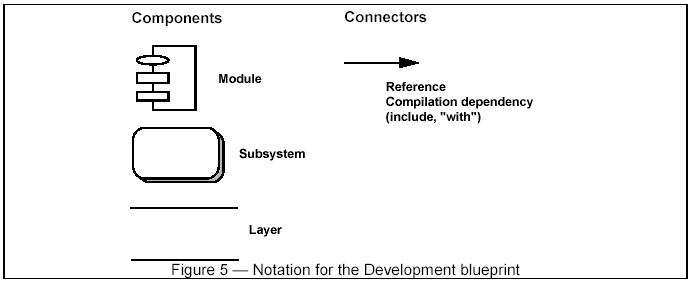 Components
Connectors
Module
Reference
Compilation dependency
(include, "with")
Subsystem
Layer
Figure 5 — Notation for the Development blueprint